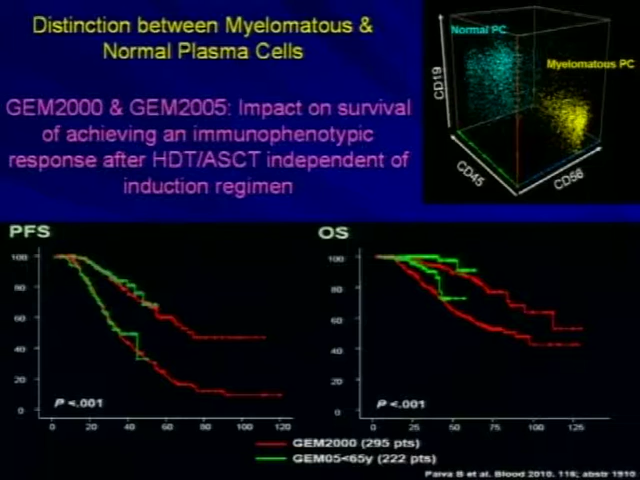 Distinction between Myelomatous &
Normal Plasma Cells
GEM2000 & GEM2005: Impact on survival
of achieving an immunophenotypic
response after HDT/ASCT independent of
induction regimen
Normal PC
Myelomatous PC
CD19
CD45
CD56
PFS
100
80
60
40
20
0
P <.001
0 20 40 60 80 100 120
OS
100
80
60
40
20
0
P <.001
0 25 50 75 100 125
GEM2000 (295 pts)
GEM05<65y (222 pts)
Paiva B et al. Blood 2010. 116; abstr 1910